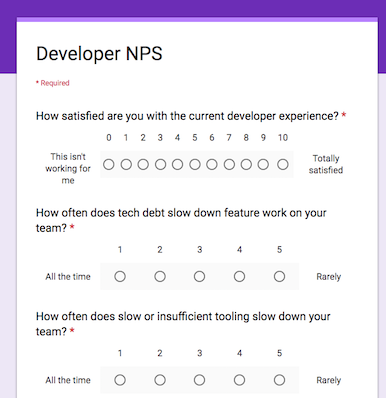 Developer NPS
* Required
How satisfied are you with the current developer experience? *
0 1 2 3 4 5 6 7 8 9 10
This isn't
working for
me
Totally
satisfied
How often does tech debt slow down feature work on your
team? *
1 2 3 4 5
All the time
Rarely
How often does slow or insufficient tooling slow down your
team? *
1 2 3 4 5
All the time
Rarely